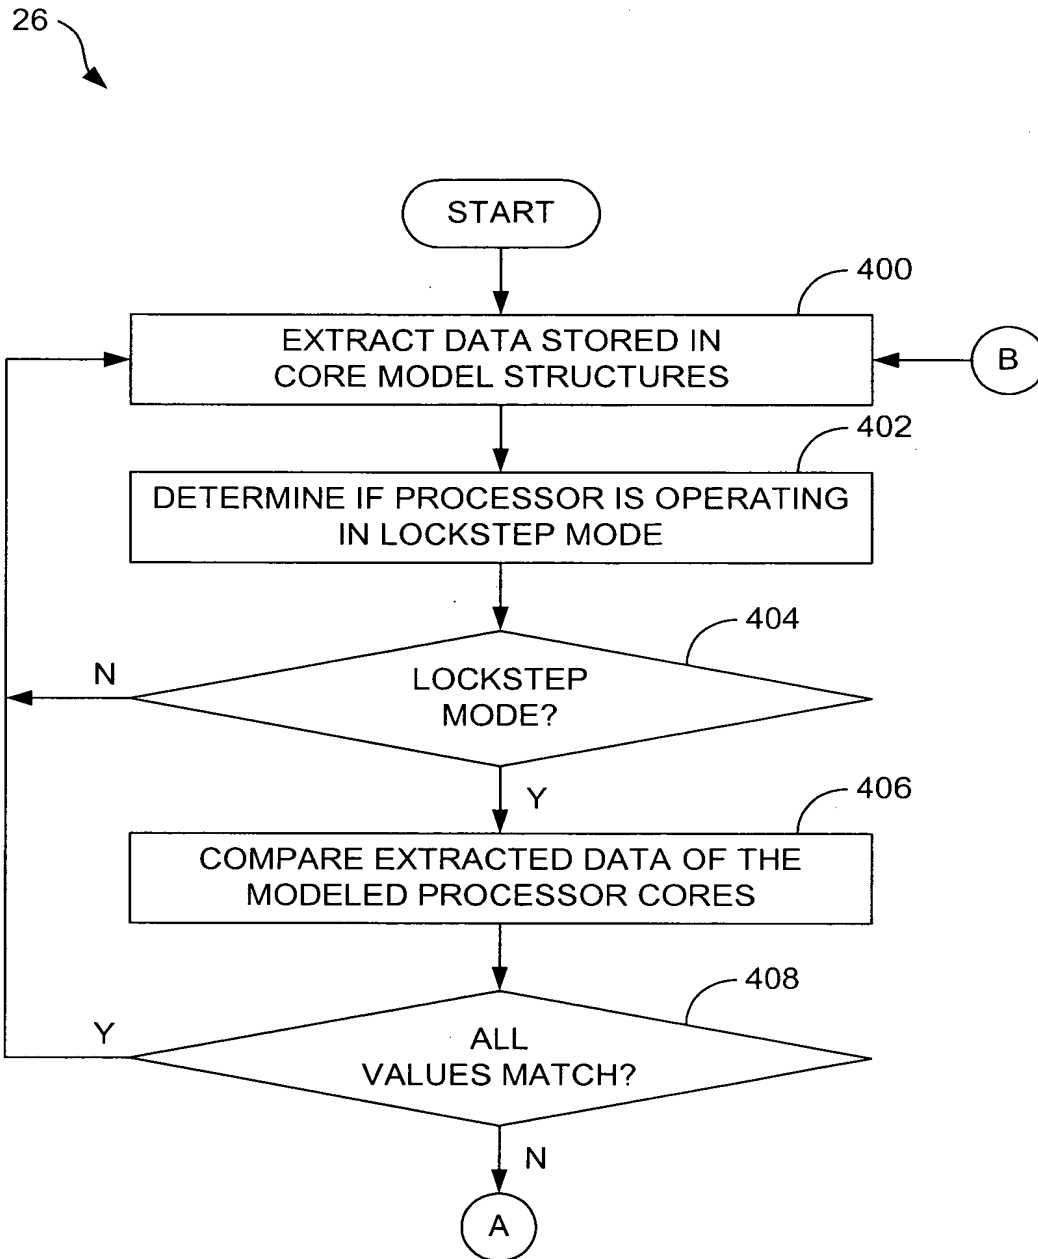 26
START
400
EXTRACT DATA STORED IN
CORE MODEL STRUCTURES
B
402
DETERMINE IF PROCESSOR IS OPERATING
IN LOCKSTEP MODE
404
N
LOCKSTEP
MODE?
Y
406
COMPARE EXTRACTED DATA OF THE
MODELED PROCESSOR CORES
408
Y
ALL
VALUES MATCH?
N
A